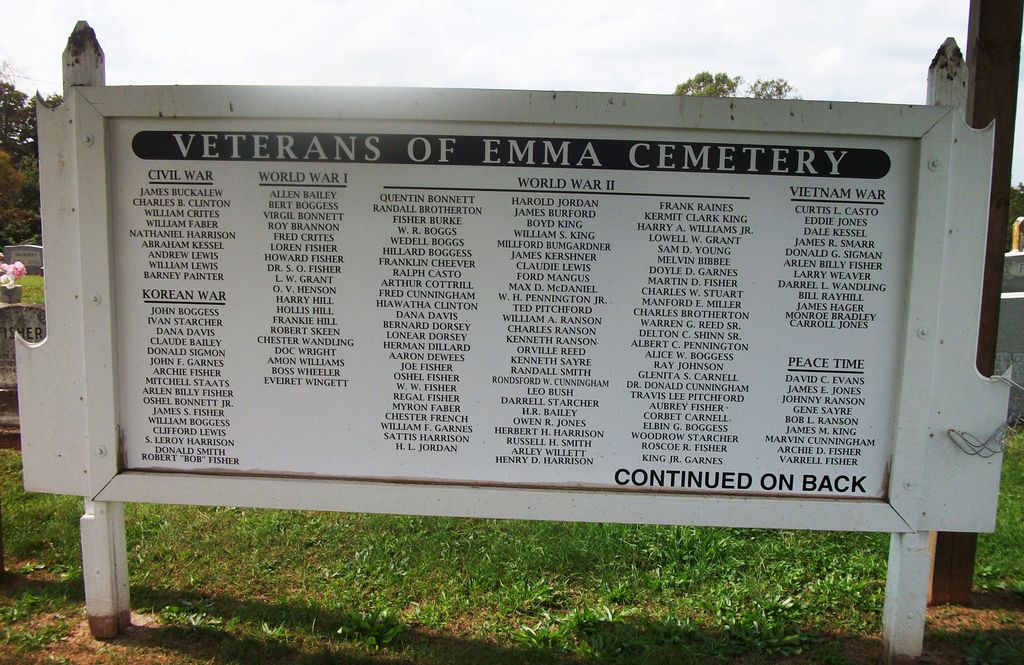 VETERANS OF EMMA CEMETERY
CIVIL WAR
JAMES BUCKALEW
CHARLES B. CLINTON
WILLIAM CRITES
WILLIAM FABER
NATHANIEL HARRISON
ABRAHAM KESSEL
ANDREW LEWIS
WILLIAM LEWIS
BARNEY PAINTER
KOREAN WAR
JOHN BOGGESS
IVAN STARCHER
DANA DAVIS
CLAUDE BAILEY
DONALD SIGMON
JOHN F. GARNES
ARCHIE FISHER
MITCHELL STAATS
ARLEN BILLY FISHER
OSHEL BONNETT JR.
JAMES S. FISHER
WILLIAM BOGGESS
CLIFFORD LEWIS
S. LEROY HARRISON
DONALD SMITH
ROBERT "BOB" FISHER
WORLD WAR I
ALLEN BAILEY
BERT BOGGESS
VIRGIL BONNETT
ROY BRANNON
FRED CRITES
LOREN FISHER
HOWARD FISHER
DR. S. O. FISHER
L. W. GRANT
O. V. HENSON
HARRY HILL
HOLLIS HILL
FRANKIE HILL
ROBERT SKEEN
CHESTER WANDLING
DOC WRIGHT
AMON WILLIAMS
BOSS WHEELER
EVEIRET WINGETT
WORLD WAR II
QUENTIN BONNETT
RANDALL BROTHERTON
FISHER BURKE
W. R. BOGGS
WEDELL BOGGS
HILLARD BOGGESS
FRANKLIN CHEEVER
RALPH CASTO
ARTHUR COTTRILL
FRED CUNNINGHAM
HIAWATHA CLINTON
DANA DAVIS
BERNARD DORSEY
LONEAR DORSEY
HERMAN DILLARD
AARON DEWEES
JOE FISHER
OSHEL FISHER
W. W. FISHER
REGAL FISHER
MYRON FABER
CHESTER FRENCH
WILLIAM F. GARNES
SATTIS HARRISON
H. L. JORDAN
HAROLD JORDAN
JAMES BURFORD
BOYD KING
WILLIAM S. KING
MILLFORD BUMGARDNER
JAMES KERSHNER
CLAUDIE LEWIS
FORD MANGUS
MAX D. McDANIEL
W. H. PENNINGTON JR.
TED PITCHFORD
WILLIAM A. RANSON
CHARLES RANSON
KENNETH RANSON
ORVILLE REED
KENNETH SAYRE
RANDALL SMITH
RONDSFORD W. CUNNINGHAM
LEO BUSH
DARRELL STARCHER
H.R. BAILEY
OWEN R. JONES
HERBERT H. HARRISON
RUSSELL H. SMITH
ARLEY WILLETT
HENRY D. HARRISON
FRANK RAINES
KERMIT CLARK KING
HARRY A. WILLIAMS JR.
LOWELL W. GRANT
SAM D. YOUNG
MELVIN BIBBEE
DOYLE D. GARNES
MARTIN D. FISHER
CHARLES W. STUART
MANFORD E. MILLER
CHARLES BROTHERTON
WARREN G. REED SR.
DELTON C. SHINN SR.
ALBERT C. PENNINGTON
ALICE W. BOGGESS
RAY JOHNSON
GLENITA S. CARNELL
DR. DONALD CUNNINGHAM
TRAVIS LEE PITCHFORD
AUBREY FISHER
CORBET CARNELL
ELBIN G. BOGGESS
WOODROW STARCHER
ROSCOE R. FISHER
KING JR. GARNES
VIETNAM WAR
CURTIS L. CASTO
EDDIE JONES
DALE KESSEL
JAMES R. SMARR
DONALD G. SIGMAN
ARLEN BILLY FISHER
LARRY WEAVER
DARREL L. WANDLING
BILL RAYHILL
JAMES HAGER
MONROE BRADLEY
CARROLL JONES
PEACE TIME
DAVID C. EVANS
JAMES E. JONES
JOHNNY RANSON
GENE SAYRE
BOB L. RANSON
JAMES M. KING
MARVIN CUNNINGHAM
ARCHIE D. FISHER
VARRELL FISHER
CONTINUED ON BACK
FISHER